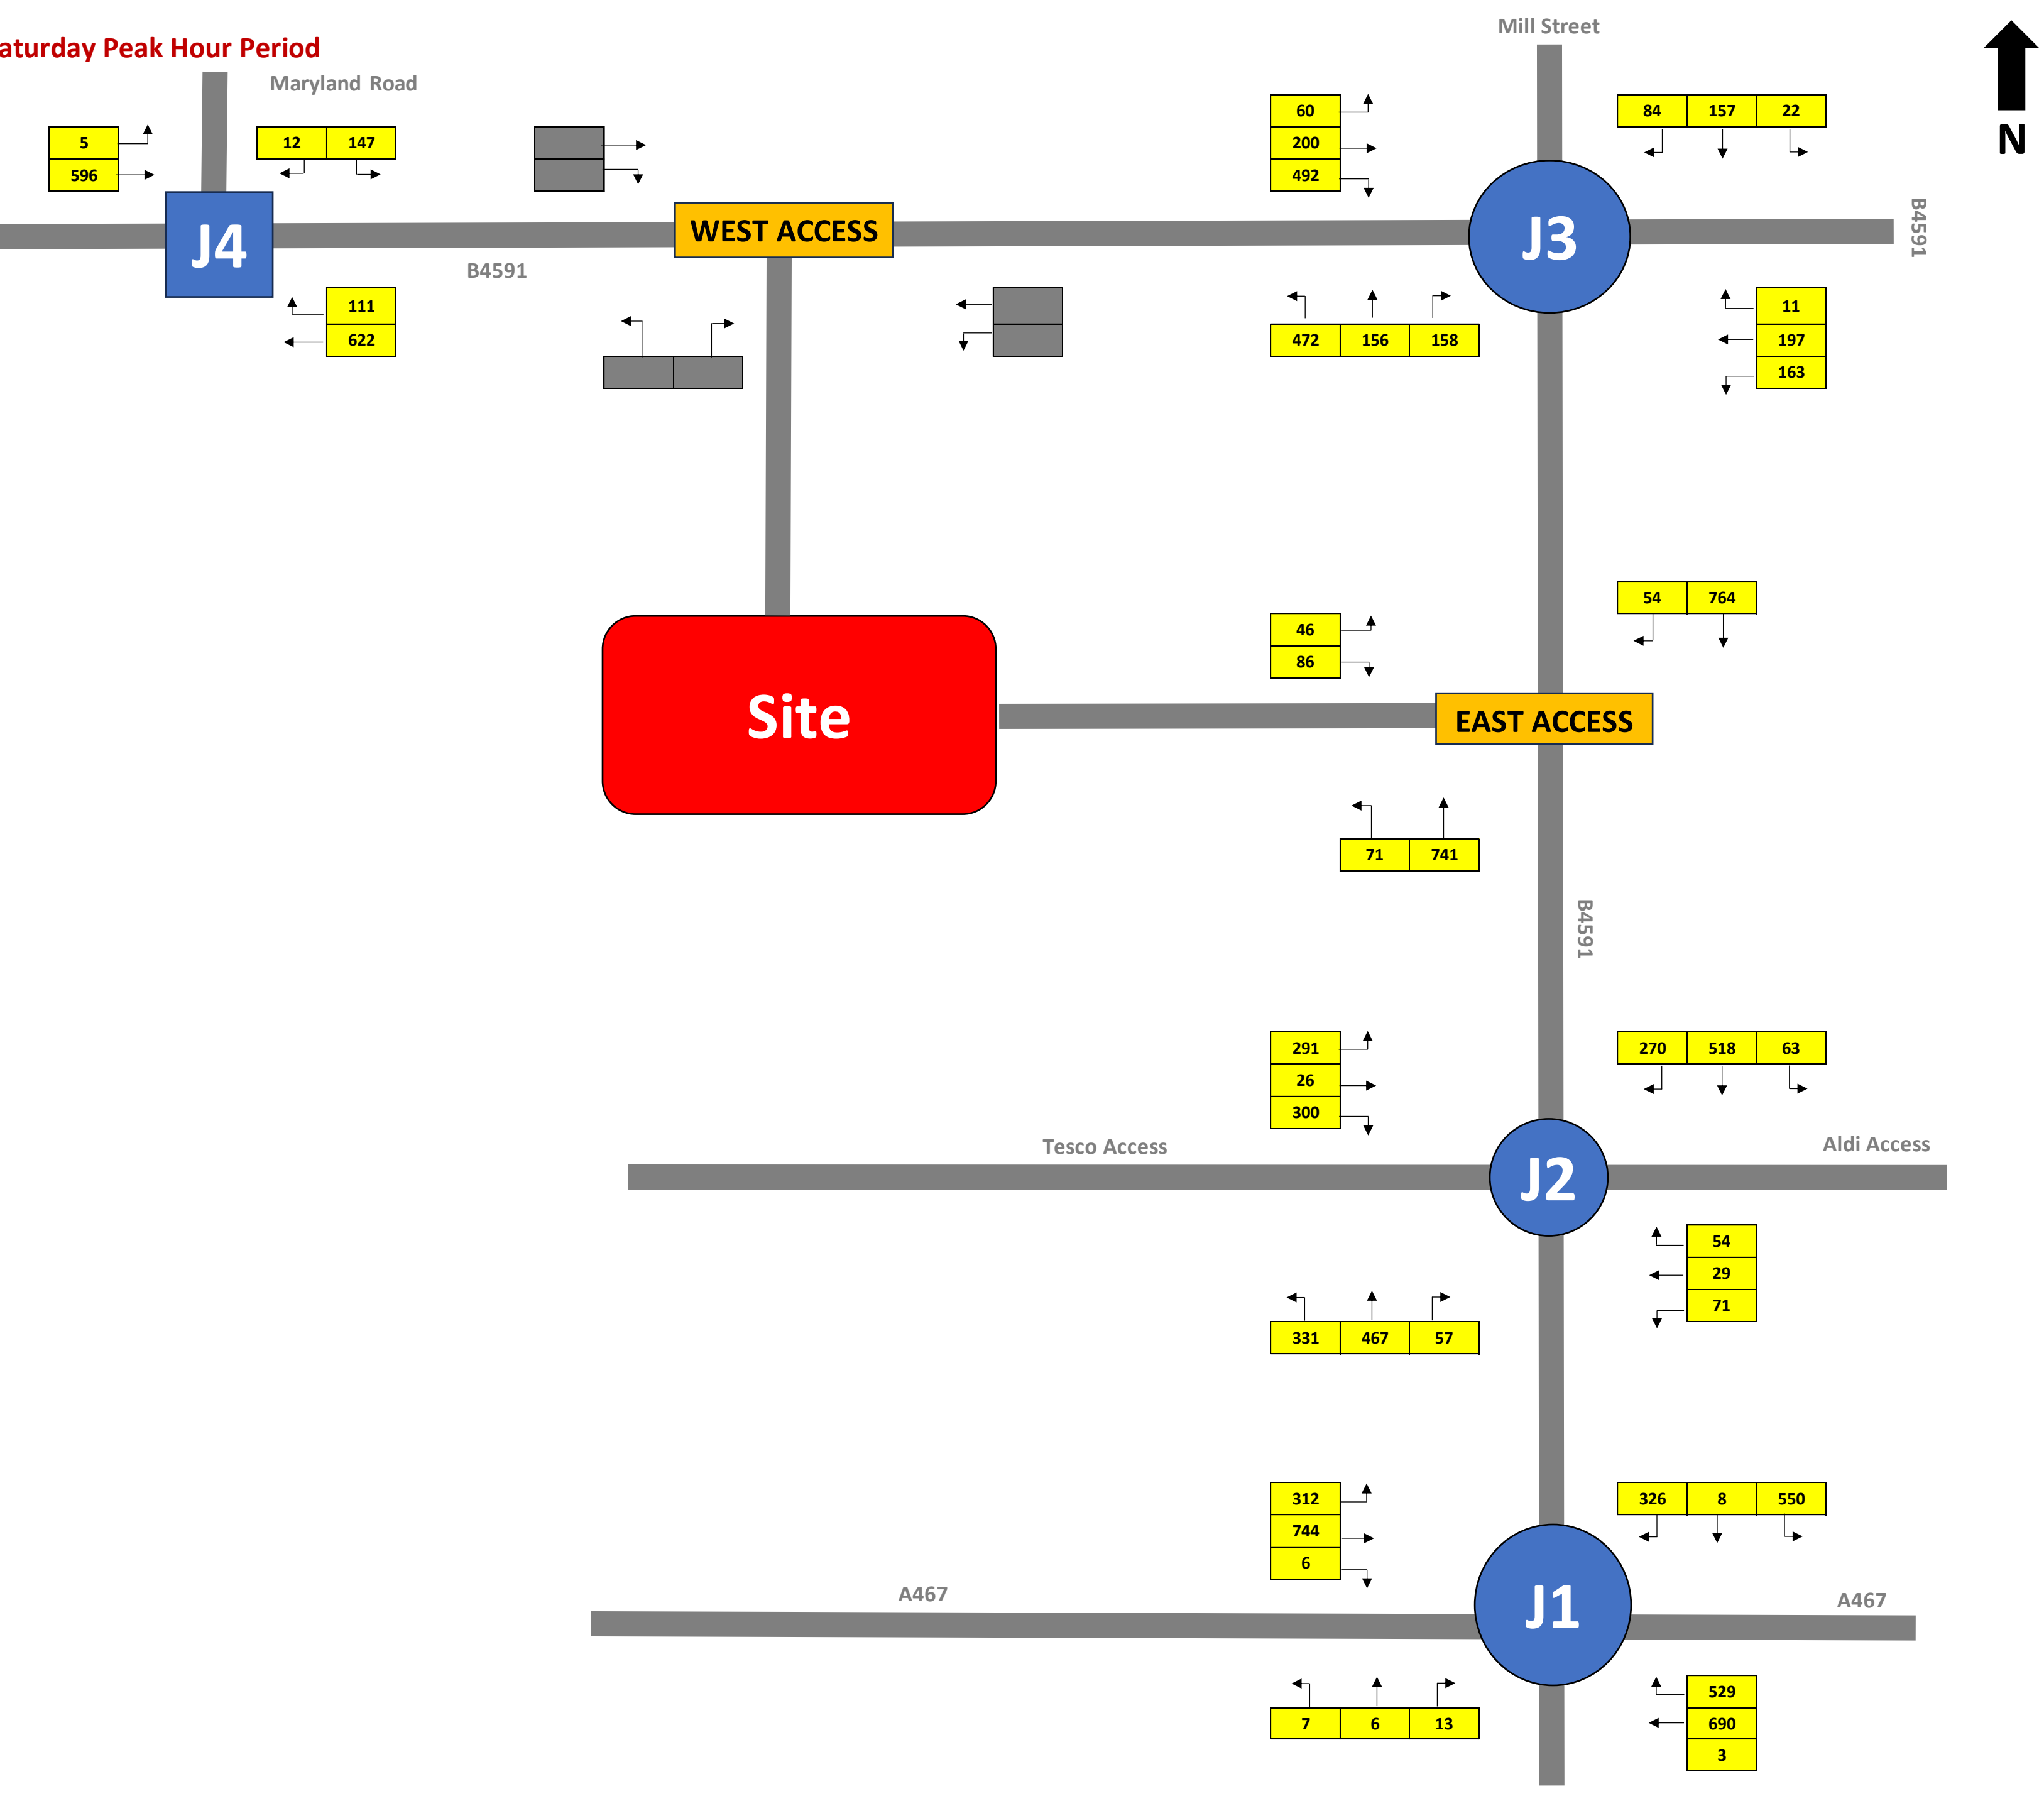 Mill Street
aturday Peak Hour Period
Maryland Road
N
60
200
492
84 157 22
5
596
12 147
J4
WEST ACCESS
J3
B4591
B4591
111
622
472 156 158
11
197
163
54 764
46
86
Site
EAST ACCESS
71 741
B4591
291
26
300
270 518 63
Tesco Access
Aldi Access
J2
54
29
71
331 467 57
312
744
6
326 8 550
A467
A467
J1
529
690
3
7 6 13